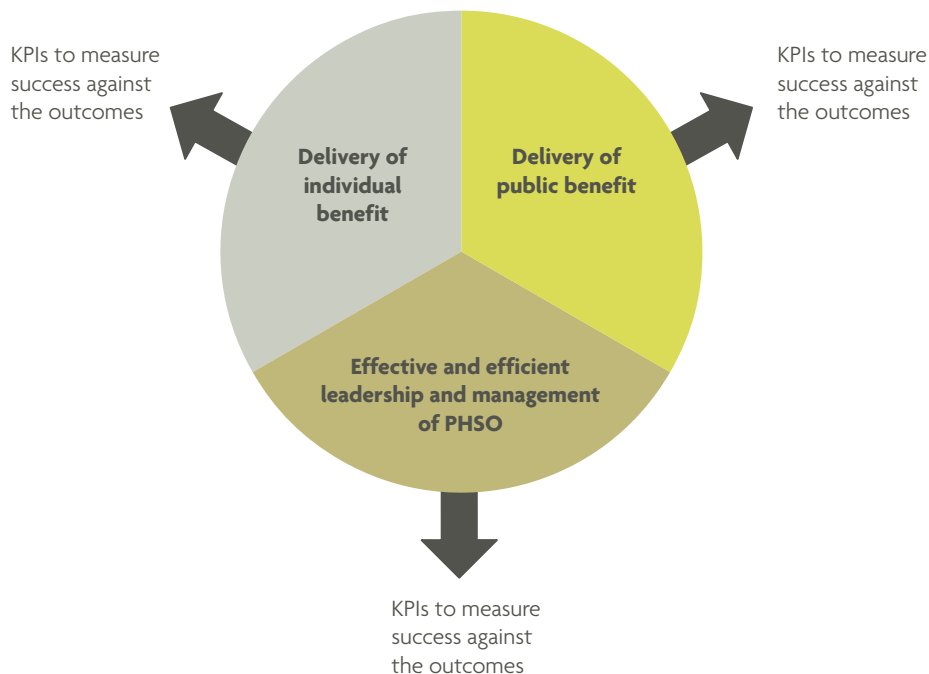 KPIs to measure
success against
the outcomes
KPIs to measure
success against
the outcomes
Delivery of
individual
benefit
Delivery of
public benefit
Effective and efficient
leadership and management
of PHSO
KPIs to measure
success against
the outcomes